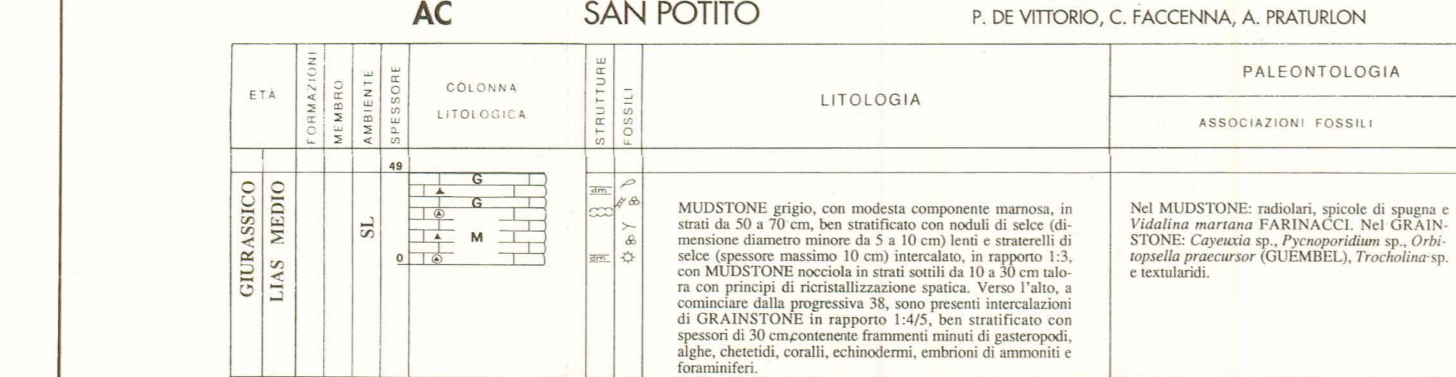 AC SAN POTITO P. DE VITTORIO, C. FACCENNA, A. PRATURLON
ETÀ
FORMAZIONI
MEMBRO
AMBIENTE
SPESSORE
COLONNA
LITOLOGICA
STRUTTURE
FOSSILI
LITOLOGIA
PALEONTOLOGIA
ASSOCIAZIONI FOSSILI
GIURASSICO
LIAS MEDIO
SL
49
0
G
G
M
dm
dm
MUDSTONE grigio, con modesta componente marnosa, in
strati da 50 a 70 cm, ben stratificato con noduli di selce (di-
mensione diametro minore da 5 a 10 cm) lenti e straterelli di
selce (spessore massimo 10 cm) intercalato, in rapporto 1:3,
con MUDSTONE nocciola in strati sottili da 10 a 30 cm talo-
ra con principi di ricristallizzazione spatica. Verso l'alto, a
cominciare dalla progressiva 38, sono presenti intercalazioni
di GRAINSTONE in rapporto 1:4/5, ben stratificato con
spessori di 30 cm,contenente frammenti minuti di gasteropodi,
alghe, chetetidi, coralli, echinodermi, embrioni di ammoniti e
foraminiferi.
Nel MUDSTONE: radiolari, spicole di spugna e
Vidalina martana FARINACCI. Nel GRAIN-
STONE: Cayeuxia sp., Pycnoporidium sp., Orbi-
topsella praecursor (GUEMBEL), Trocholina sp.
e textularidi.